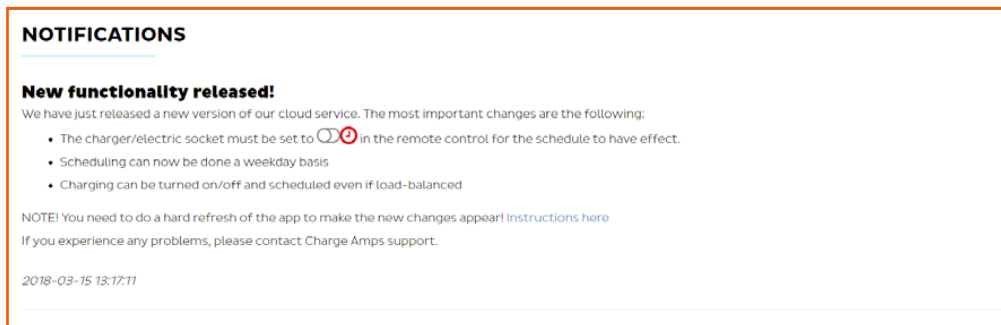 NOTIFICATIONS
New functionality released!
We have just released a new version of our cloud service. The most important changes are the following:
• The charger/electric socket must be set to in the remote control for the schedule to have effect.
• Scheduling can now be done a weekday basis
• Charging can be turned on/off and scheduled even if load-balanced
NOTE! You need to do a hard refresh of the app to make the new changes appear! Instructions here
If you experience any problems, please contact Charge Amps support.
2018-03-15 13:17:11